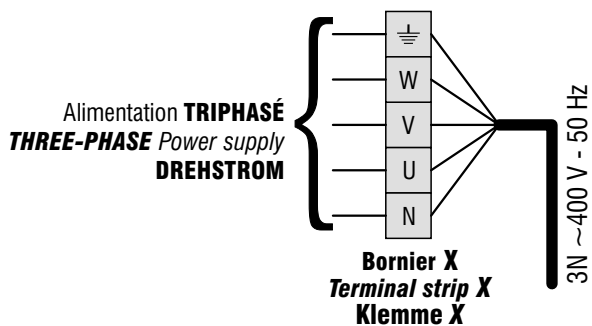 Alimentation TRIPHASÉ
THREE-PHASE Power supply
DREHSTROM
W
V
U
N
Bornier X
Terminal strip X
Klemme X
3N ~400 V - 50 Hz